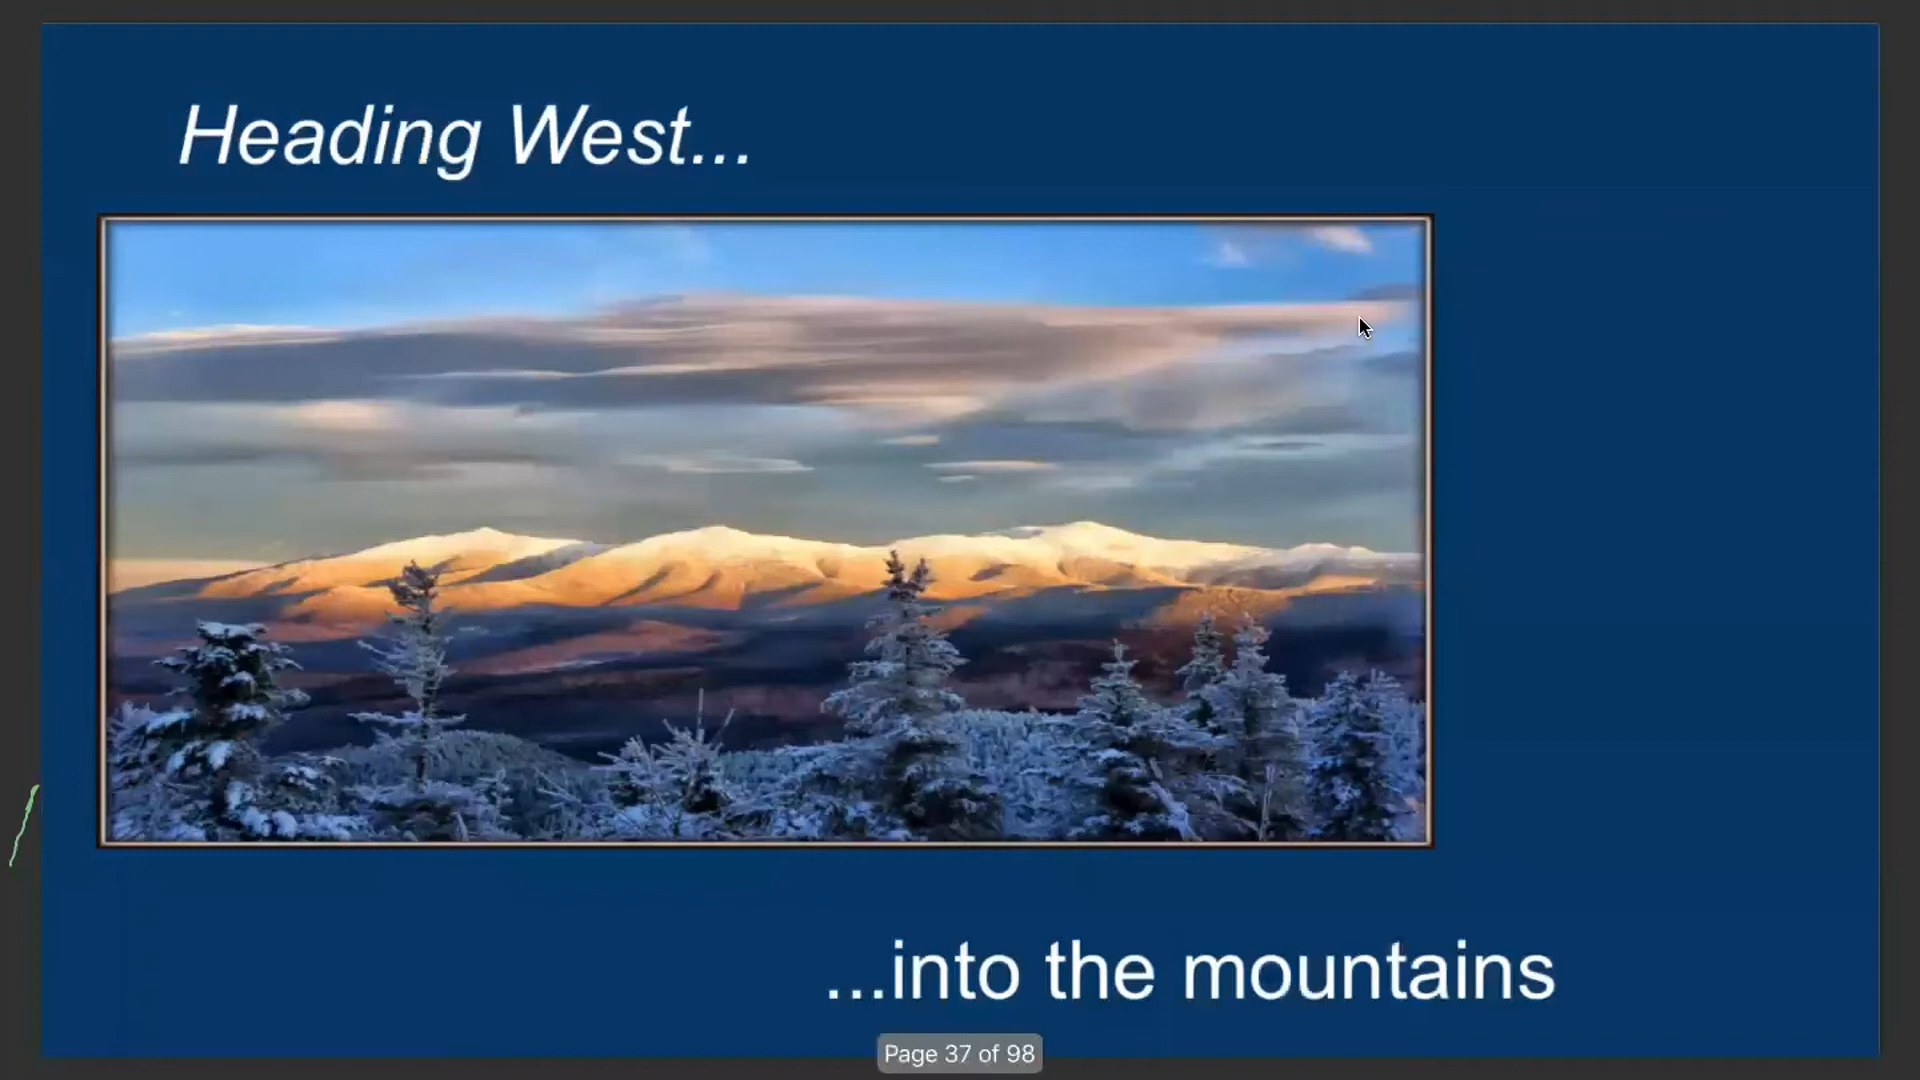 Heading West...
...into the mountains
Page 37 of 98